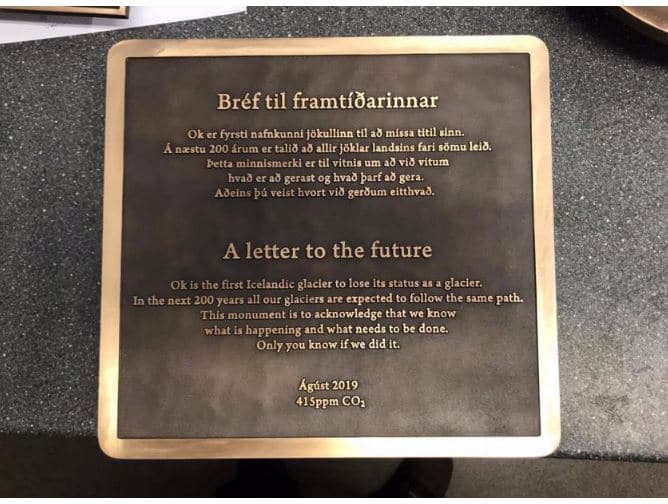 Bréf til framtíðarinnar
Ok er fyrsti nafnkunni jökullinn til að missa titil sinn.
Á næstu 200 árum er talið að allir jöklar landsins fari sömu leið.
Þetta minnismerki er til vitnis um að við vitum
hvað er að gerast og hvað þarf að gera.
Aðeins þú veist hvort við gerðum eitthvað.
A letter to the future
Ok is the first Icelandic glacier to lose its status as a glacier.
In the next 200 years all our glaciers are expected to follow the same path.
This monument is to acknowledge that we know
what is happening and what needs to be done.
Only you know if we did it.
Ágúst 2019
415ppm CO₂